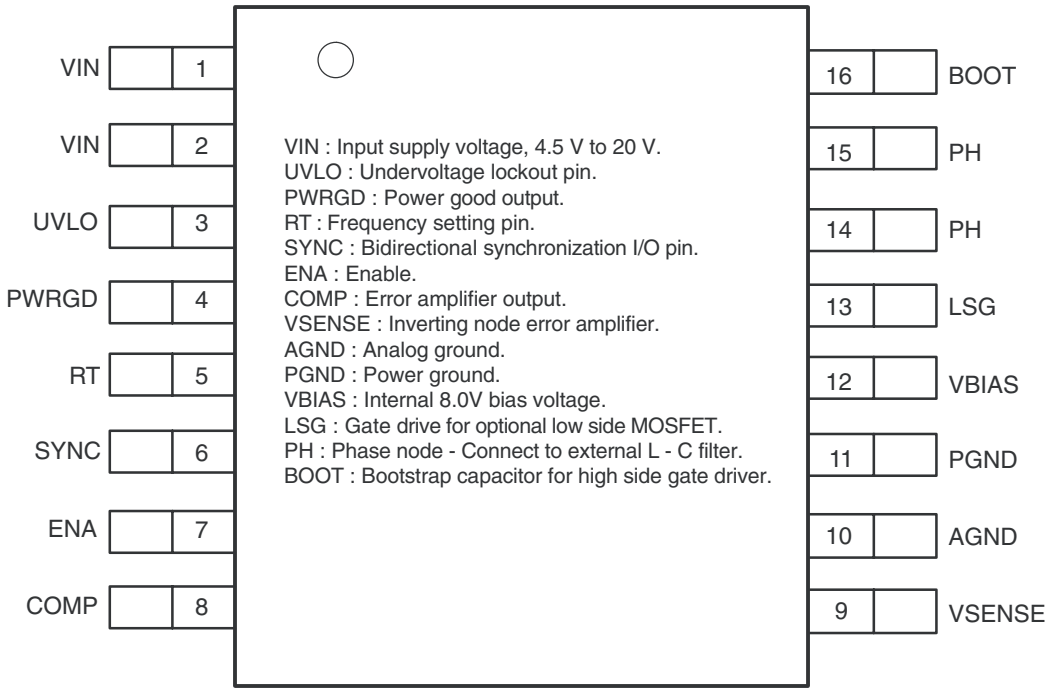 VIN 1
VIN 2
UVLO 3
PWRGD 4
RT 5
SYNC 6
ENA 7
COMP 8
VIN : Input supply voltage, 4.5 V to 20 V.
UVLO : Undervoltage lockout pin.
PWRGD : Power good output.
RT : Frequency setting pin.
SYNC : Bidirectional synchronization I/O pin.
ENA : Enable.
COMP : Error amplifier output.
VSENSE : Inverting node error amplifier.
AGND : Analog ground.
PGND : Power ground.
VBIAS : Internal 8.0V bias voltage.
LSG : Gate drive for optional low side MOSFET.
PH : Phase node - Connect to external L - C filter.
BOOT : Bootstrap capacitor for high side gate driver.
16 BOOT
15 PH
14 PH
13 LSG
12 VBIAS
11 PGND
10 AGND
9 VSENSE